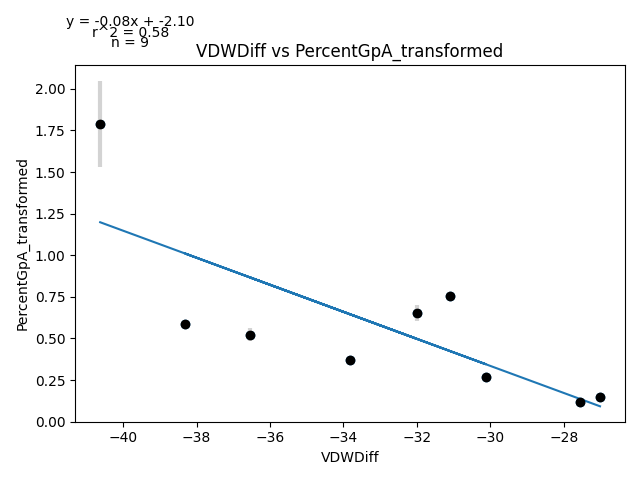 y = -0.08x + -2.10
r^2 = 0.58
n = 9
VDWDiff vs PercentGpA_transformed
PercentGpA_transformed
2.00
1.75
1.50
1.25
1.00
0.75
0.50
0.25
0.00
−40 −38 −36 −34 −32 −30 −28
VDWDiff